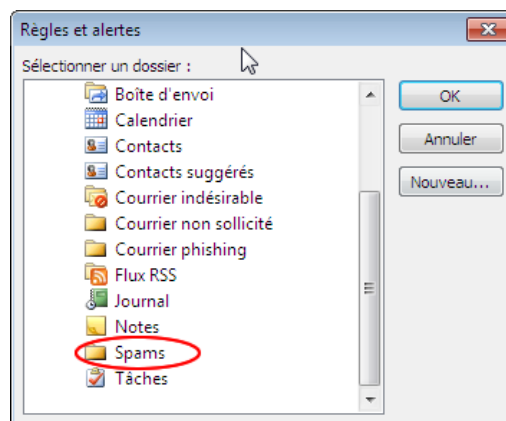 Règles et alertes
Sélectionner un dossier :
Boîte d'envoi
Calendrier
Contacts
Contacts suggérés
Courrier indésirable
Courrier non sollicité
Courrier phishing
Flux RSS
Journal
Notes
Spams
Tâches
OK
Annuler
Nouveau...